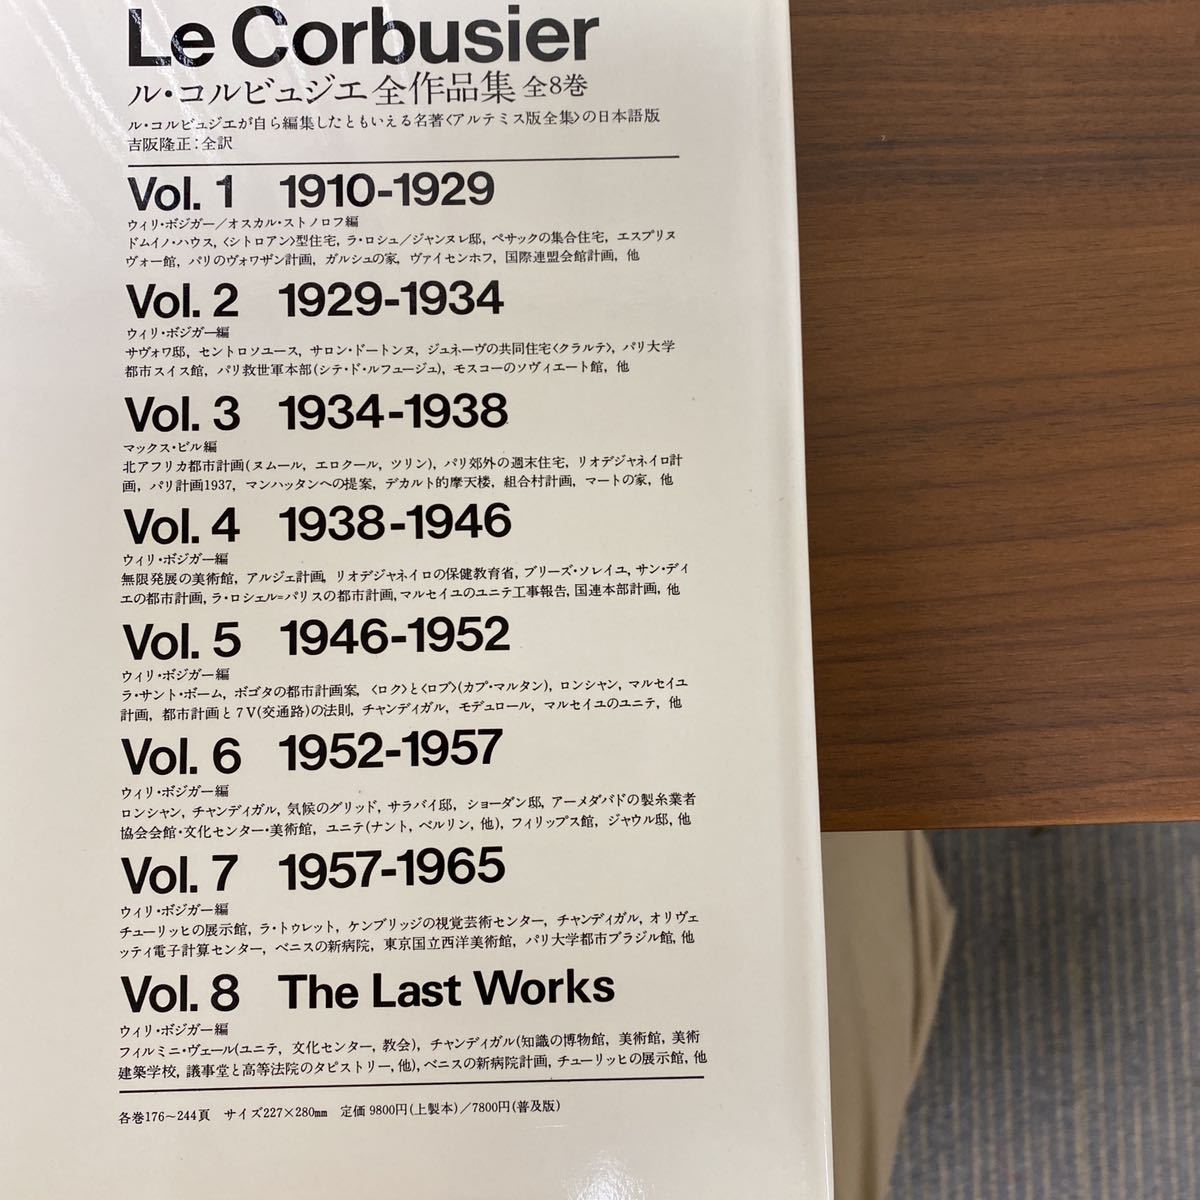 Le Corbusier
ル・コルビュジエ全作品集 全8巻
ル・コルビュジエが自ら編集したともいえる名著〈アルテミス版全集〉の日本語版
吉阪隆正：全訳
Vol. 1 1910-1929
ウィリ・ボジガー／オスカル・ストノロフ編
ドムイノ・ハウス，〈シトロアン〉型住宅，ラ・ロシュ／ジャンヌレ邸，ペサックの集合住宅，エスプリヌ
ヴォー館，パリのヴォワザン計画，ガルシュの家，ヴァイセンホフ，国際連盟会館計画，他
Vol. 2 1929-1934
ウィリ・ボジガー編
サヴォワ邸，セントロソユース，サロン・ドートンヌ，ジュネーヴの共同住宅〈クラルテ〉，パリ大学
都市スイス館，パリ救世軍本部(シテ・ド・ルフュージュ)，モスコーのソヴィエート館，他
Vol. 3 1934-1938
マックス・ビル編
北アフリカ都市計画(ヌムール，エロクール，ツリン)，パリ郊外の週末住宅，リオデジャネイロ計
画，パリ計画1937，マンハッタンへの提案，デカルト的摩天楼，組合村計画，マートの家，他
Vol. 4 1938-1946
ウィリ・ボジガー編
無限発展の美術館，アルジェ計画，リオデジャネイロの保健教育省，ブリーズ・ソレイユ，サン・ディ
エの都市計画，ラ・ロシェル＝パリスの都市計画，マルセイユのユニテ工事報告，国連本部計画，他
Vol. 5 1946-1952
ウィリ・ボジガー編
ラ・サント・ボーム，ボゴタの都市計画案，〈ロク〉と〈ロブ〉(カプ・マルタン)，ロンシャン，マルセイユ
計画，都市計画と7V(交通路)の法則，チャンディガル，モデュロール，マルセイユのユニテ，他
Vol. 6 1952-1957
ウィリ・ボジガー編
ロンシャン，チャンディガル，気候のグリッド，サラバイ邸，ショーダン邸，アーメダバドの製糸業者
協会会館・文化センター・美術館，ユニテ(ナント，ベルリン，他)，フィリップス館，ジャウル邸，他
Vol. 7 1957-1965
ウィリ・ボジガー編
チューリッヒの展示館，ラ・トゥレット，ケンブリッジの視覚芸術センター，チャンディガル，オリヴェ
ッティ電子計算センター，ベニスの新病院，東京国立西洋美術館，パリ大学都市ブラジル館，他
Vol. 8 The Last Works
ウィリ・ボジガー編
フィルミニ・ヴェール(ユニテ，文化センター，教会)，チャンディガル(知識の博物館，美術館，美術
建築学校，議事堂と高等法院のタピストリー，他)，ベニスの新病院計画，チューリッヒの展示館，他
各巻176～244頁 サイズ227×280mm 定価 9800円(上製本)／7800円(普及版)